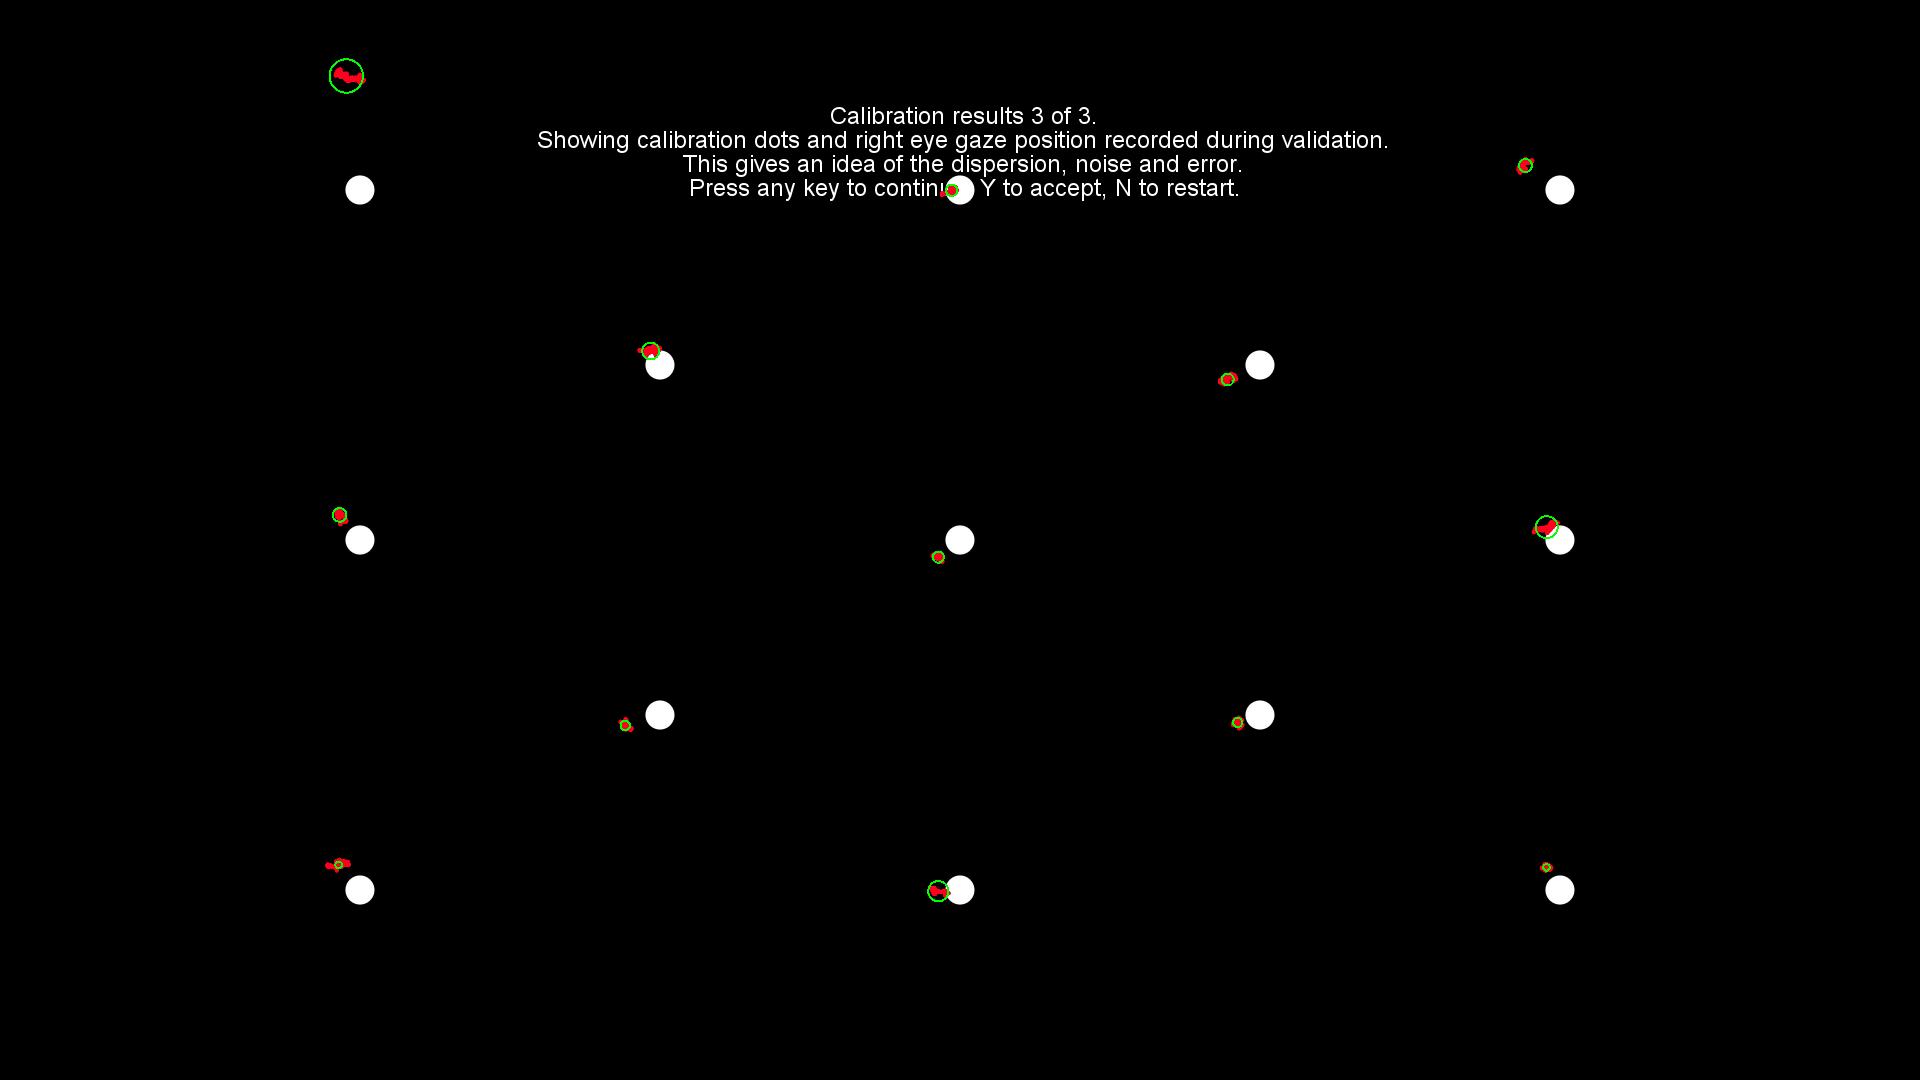 Calibration results 3 of 3.
Showing calibration dots and right eye gaze position recorded during validation.
This gives an idea of the dispersion, noise and error.
Press any key to continu Y to accept, N to restart.